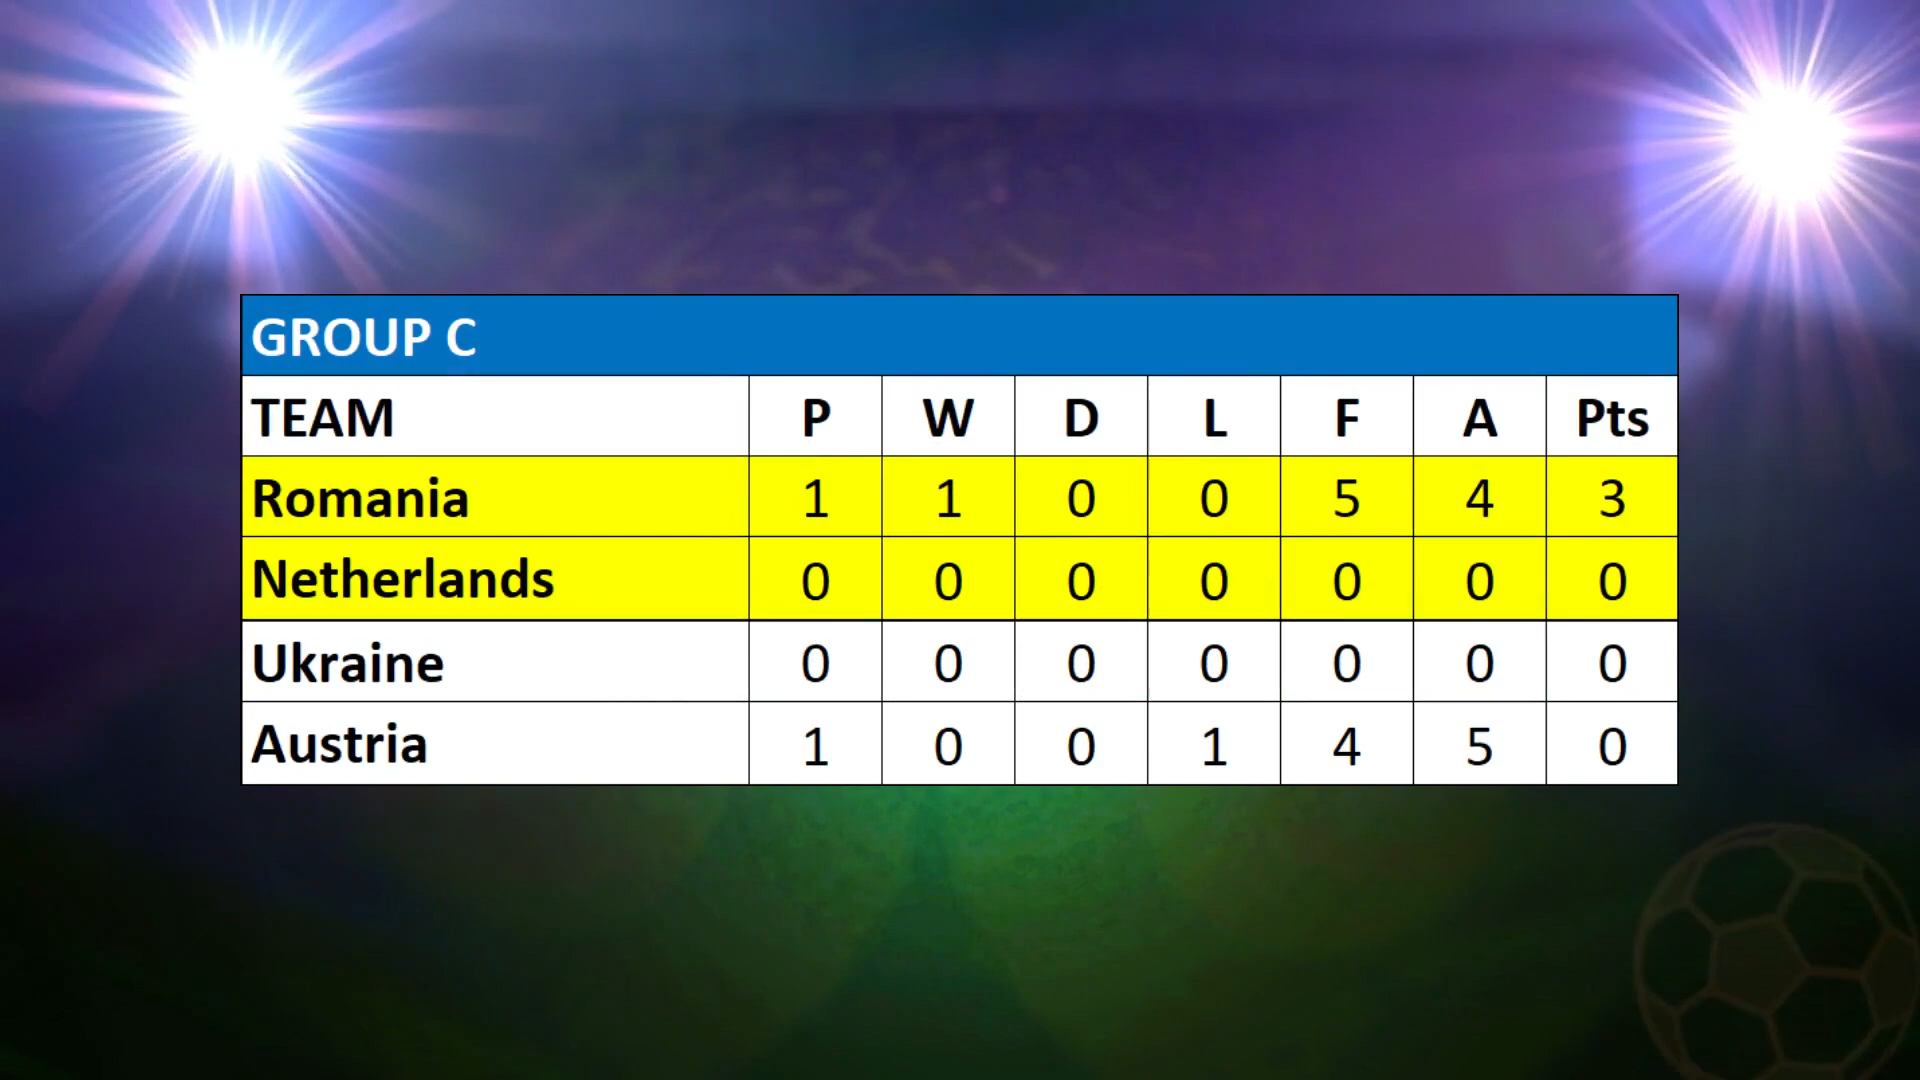 GROUP C
TEAM P W D L F A Pts
Romania 1 1 0 0 5 4 3
Netherlands 0 0 0 0 0 0 0
Ukraine 0 0 0 0 0 0 0
Austria 1 0 0 1 4 5 0